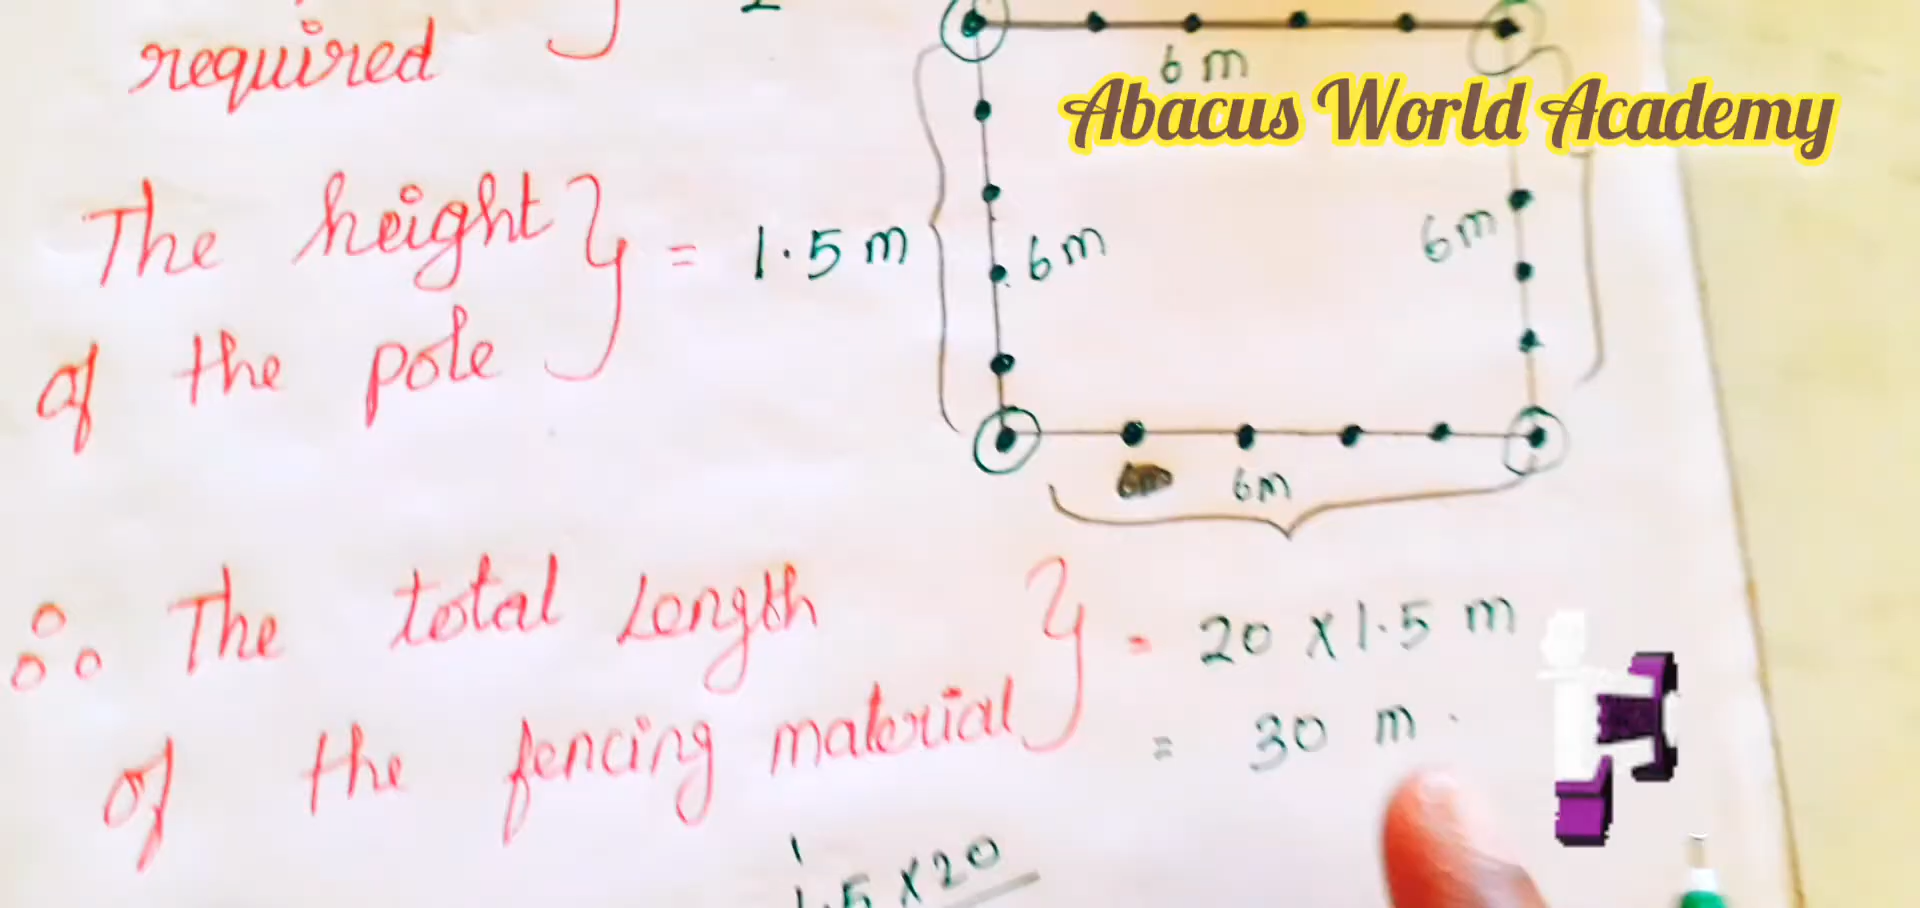 required
6 m
Abacus World Academy
The height = 1.5 m
of the pole
6m
6m
6m
∴ The total Length = 20 x 1.5 m
of the fencing material
= 30 m.
1
1.5 x 20